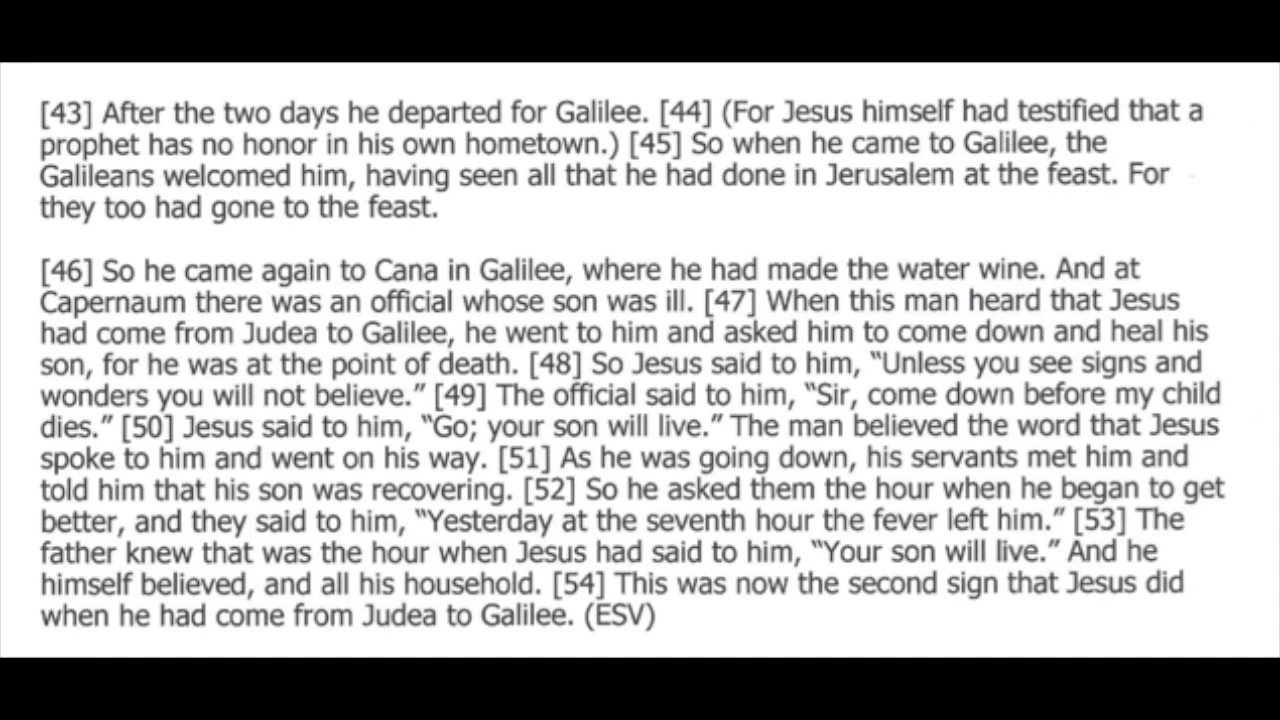 [43] After the two days he departed for Galilee. [44] (For Jesus himself had testified that a
prophet has no honor in his own hometown.) [45] So when he came to Galilee, the
Galileans welcomed him, having seen all that he had done in Jerusalem at the feast. For
they too had gone to the feast.
[46] So he came again to Cana in Galilee, where he had made the water wine. And at
Capernaum there was an official whose son was ill. [47] When this man heard that Jesus
had come from Judea to Galilee, he went to him and asked him to come down and heal his
son, for he was at the point of death. [48] So Jesus said to him, “Unless you see signs and
wonders you will not believe.” [49] The official said to him, “Sir, come down before my child
dies.” [50] Jesus said to him, “Go; your son will live.” The man believed the word that Jesus
spoke to him and went on his way. [51] As he was going down, his servants met him and
told him that his son was recovering. [52] So he asked them the hour when he began to get
better, and they said to him, “Yesterday at the seventh hour the fever left him.” [53] The
father knew that was the hour when Jesus had said to him, “Your son will live.” And he
himself believed, and all his household. [54] This was now the second sign that Jesus did
when he had come from Judea to Galilee. (ESV)